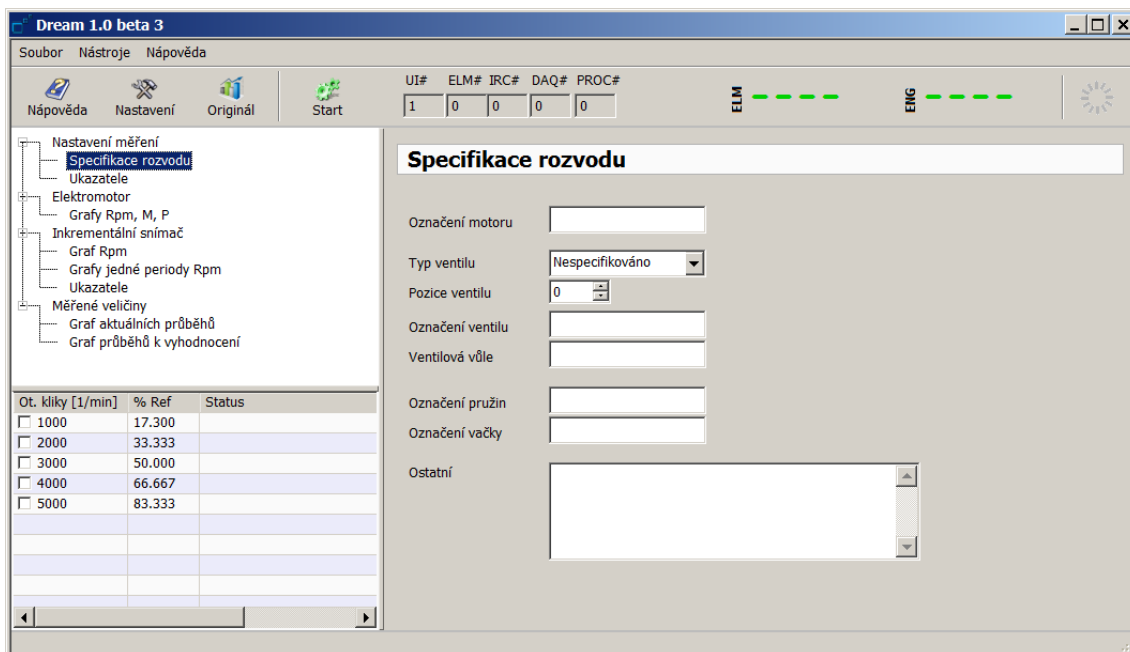 Dream 1.0 beta 3
Soubor Nástroje Nápověda
Nápověda Nastavení Originál Start
UI# ELM# IRC# DAQ# PROC#
1 0 0 0 0
ELM – – – – ENG – – – –
Nastavení měření
Specifikace rozvodu
Ukazatele
Elektromotor
Grafy Rpm, M, P
Inkrementální snímač
Graf Rpm
Grafy jedné periody Rpm
Ukazatele
Měřené veličiny
Graf aktuálních průběhů
Graf průběhů k vyhodnocení
Ot. kliky [1/min] % Ref Status
1000 17.300
2000 33.333
3000 50.000
4000 66.667
5000 83.333
Specifikace rozvodu
Označení motoru
Typ ventilu Nespecifikováno
Pozice ventilu 0
Označení ventilu
Ventilová vůle
Označení pružin
Označení vačky
Ostatní